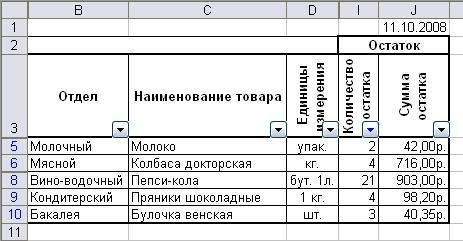 B C D I J
1 11.10.2008
2 Остаток
3 Отдел Наименование товара Единицы измерения Количество остатка Сумма остатка
5 Молочный Молоко упак. 2 42,00р.
6 Мясной Колбаса докторская кг. 4 716,00р.
8 Вино-водочный Пепси-кола бут. 1л. 21 903,00р.
9 Кондитерский Пряники шоколадные 1 кг. 4 98,20р.
10 Бакалея Булочка венская шт. 3 40,35р.
11